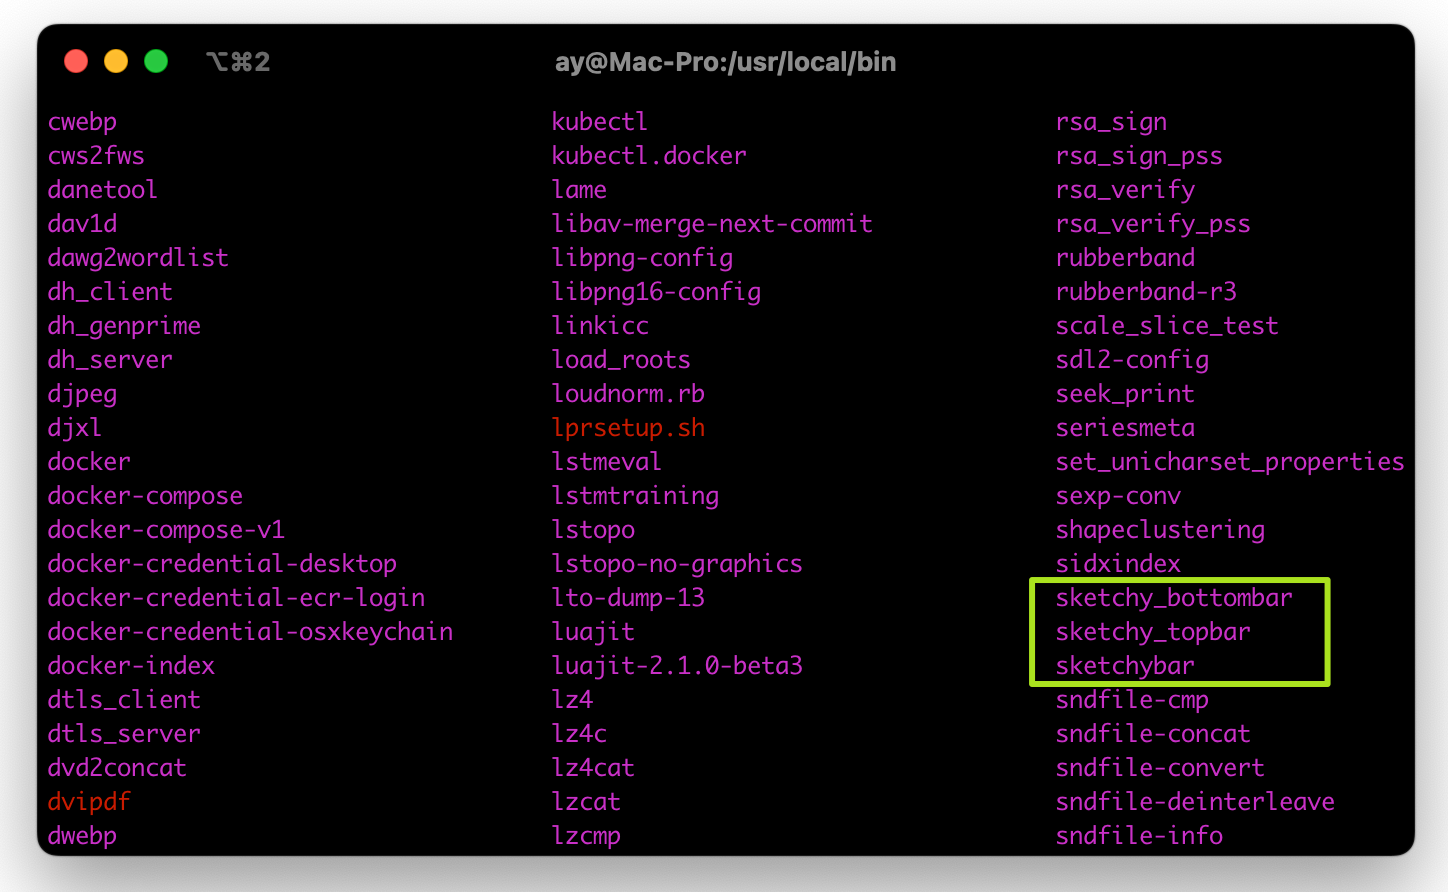 ⌥⌘2
ay@Mac-Pro:/usr/local/bin
cwebp
cws2fws
danetool
dav1d
dawg2wordlist
dh_client
dh_genprime
dh_server
djpeg
djxl
docker
docker-compose
docker-compose-v1
docker-credential-desktop
docker-credential-ecr-login
docker-credential-osxkeychain
docker-index
dtls_client
dtls_server
dvd2concat
dvipdf
dwebp
kubectl
kubectl.docker
lame
libav-merge-next-commit
libpng-config
libpng16-config
linkicc
load_roots
loudnorm.rb
lprsetup.sh
lstmeval
lstmtraining
lstopo
lstopo-no-graphics
lto-dump-13
luajit
luajit-2.1.0-beta3
lz4
lz4c
lz4cat
lzcat
lzcmp
rsa_sign
rsa_sign_pss
rsa_verify
rsa_verify_pss
rubberband
rubberband-r3
scale_slice_test
sdl2-config
seek_print
seriesmeta
set_unicharset_properties
sexp-conv
shapeclustering
sidxindex
sketchy_bottombar
sketchy_topbar
sketchybar
sndfile-cmp
sndfile-concat
sndfile-convert
sndfile-deinterleave
sndfile-info